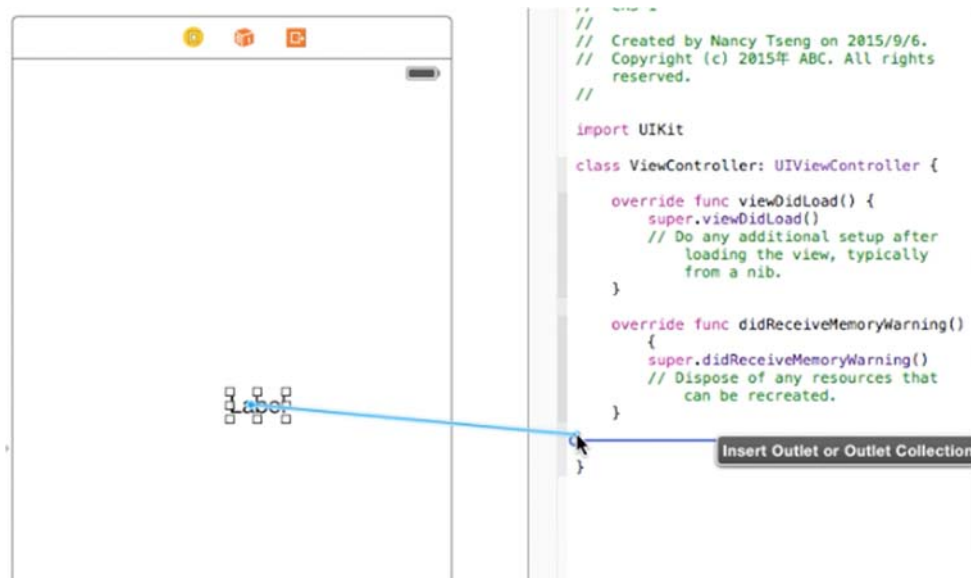 //
//  Created by Nancy Tseng on 2015/9/6.
//  Copyright (c) 2015年 ABC. All rights
reserved.
//
import UIKit
class ViewController: UIViewController {
override func viewDidLoad() {
super.viewDidLoad()
// Do any additional setup after
loading the view, typically
from a nib.
}
override func didReceiveMemoryWarning()
{
super.didReceiveMemoryWarning()
// Dispose of any resources that
can be recreated.
}
Label
Insert Outlet or Outlet Collection
}